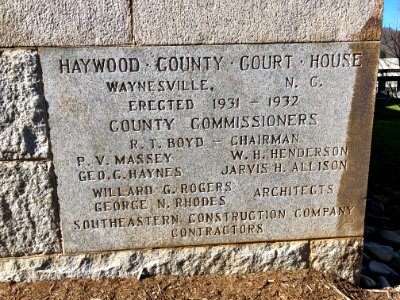 HAYWOOD · COUNTY · COURT · HOUSE
WAYNESVILLE, N. C.
ERECTED 1931 - 1932
COUNTY COMMISSIONERS
R. T. BOYD - CHAIRMAN
P. V. MASSEY W. H. HENDERSON
GEO. G. HAYNES JARVIS H. ALLISON
WILLARD G. ROGERS ARCHITECTS
GEORGE N. RHODES
SOUTHEASTERN CONSTRUCTION COMPANY
CONTRACTORS